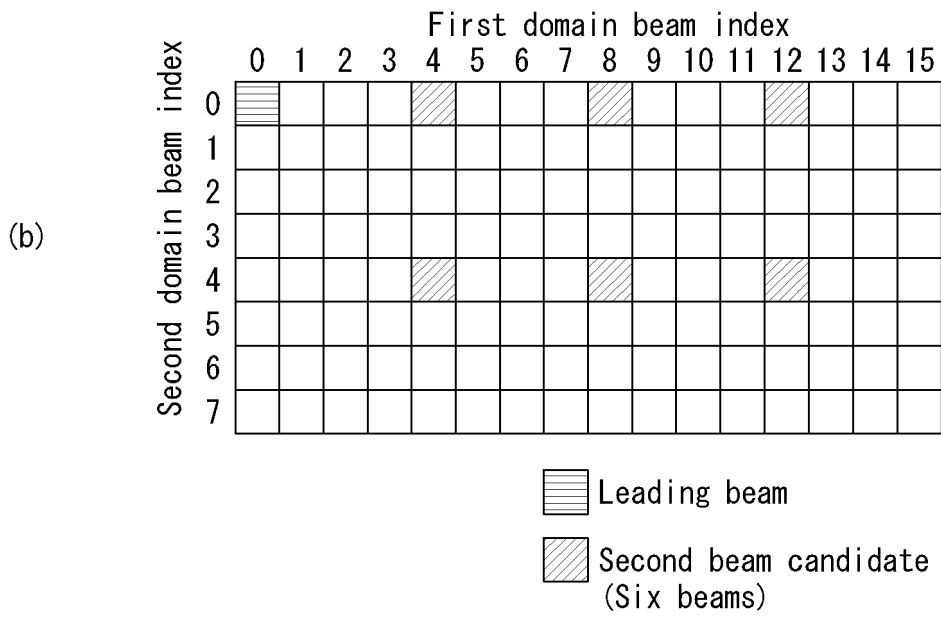 First domain beam index
0 1 2 3 4 5 6 7 8 9 10 11 12 13 14 15
Second domain beam index
0
1
2
3
4
5
6
7
(b)
Leading beam
Second beam candidate
(Six beams)